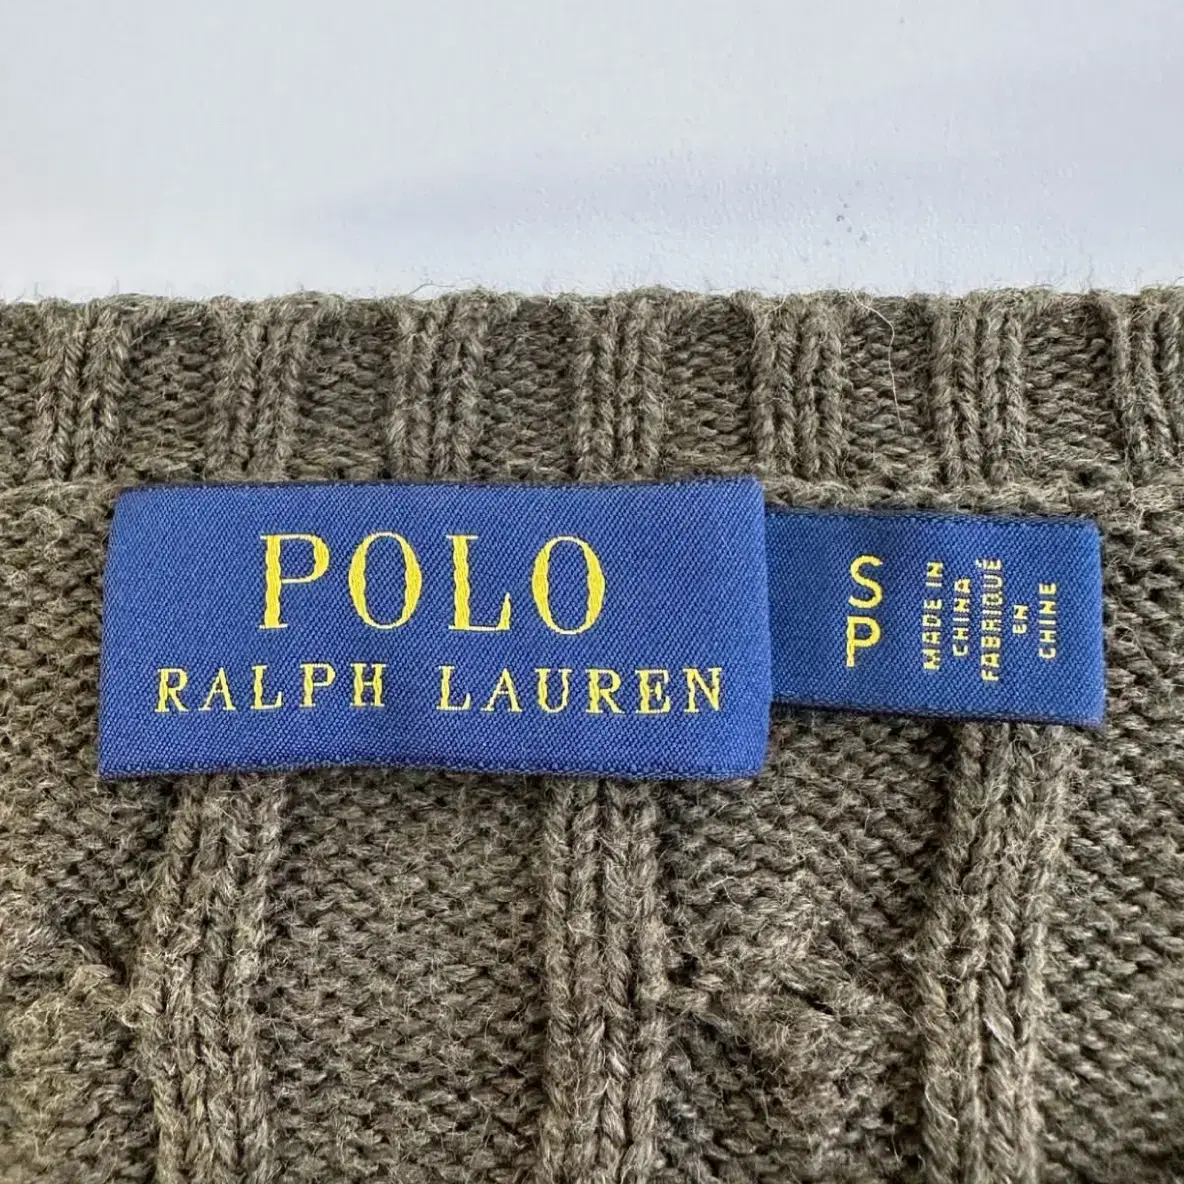 POLO
RALPH LAUREN
S
P
MADE IN
CHINA
FABRIQUÉ
EN
CHINE